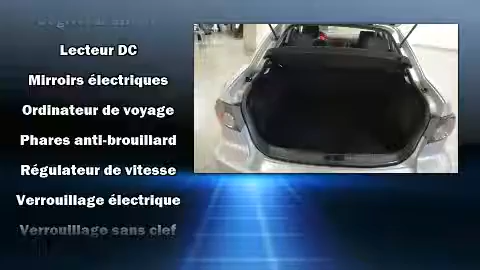 Lecteur DC
Mirroirs électriques
Ordinateur de voyage
Phares anti-brouillard
Régulateur de vitesse
Verrouillage électrique
Verrouillage sans clef